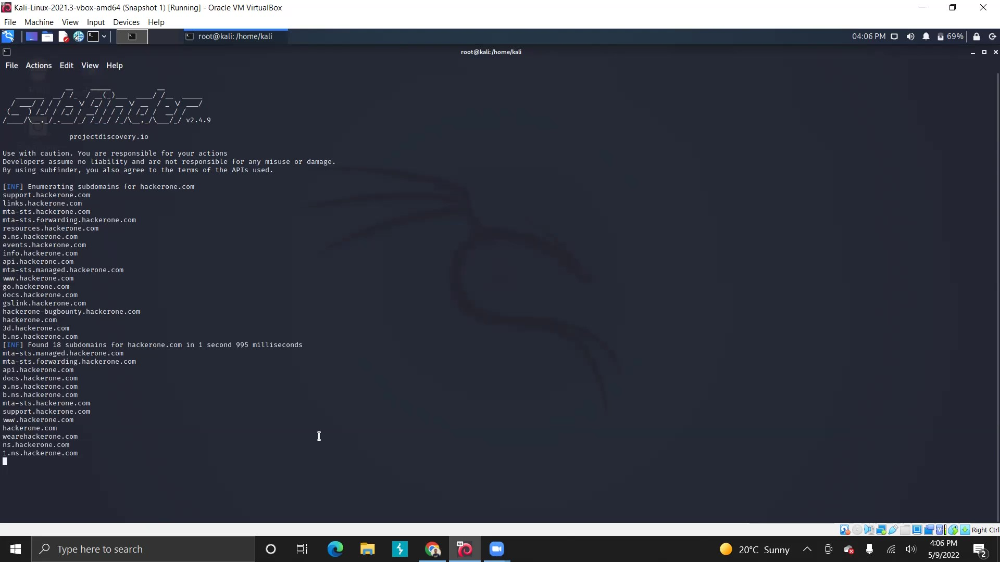 Kali-Linux-2021.3-vbox-amd64 (Snapshot 1) [Running] - Oracle VM VirtualBox
File Machine View Input Devices Help
root@kali: /home/kali
04:06 PM
69%
root@kali:/home/kali
File Actions Edit View Help
subfinder v2.4.9
projectdiscovery.io
Use with caution. You are responsible for your actions
Developers assume no liability and are not responsible for any misuse or damage.
By using subfinder, you also agree to the terms of the APIs used.
[INF] Enumerating subdomains for hackerone.com
support.hackerone.com
links.hackerone.com
mta-sts.hackerone.com
mta-sts.forwarding.hackerone.com
resources.hackerone.com
a.ns.hackerone.com
events.hackerone.com
info.hackerone.com
api.hackerone.com
mta-sts.managed.hackerone.com
www.hackerone.com
go.hackerone.com
docs.hackerone.com
gslink.hackerone.com
hackerone-bugbounty.hackerone.com
hackerone.com
3d.hackerone.com
b.ns.hackerone.com
[INF] Found 18 subdomains for hackerone.com in 1 second 995 milliseconds
mta-sts.managed.hackerone.com
mta-sts.forwarding.hackerone.com
api.hackerone.com
docs.hackerone.com
a.ns.hackerone.com
b.ns.hackerone.com
mta-sts.hackerone.com
support.hackerone.com
www.hackerone.com
hackerone.com
wearehackerone.com
ns.hackerone.com
1.ns.hackerone.com
Right Ctrl
Type here to search
20°C Sunny
4:06 PM
5/9/2022
2